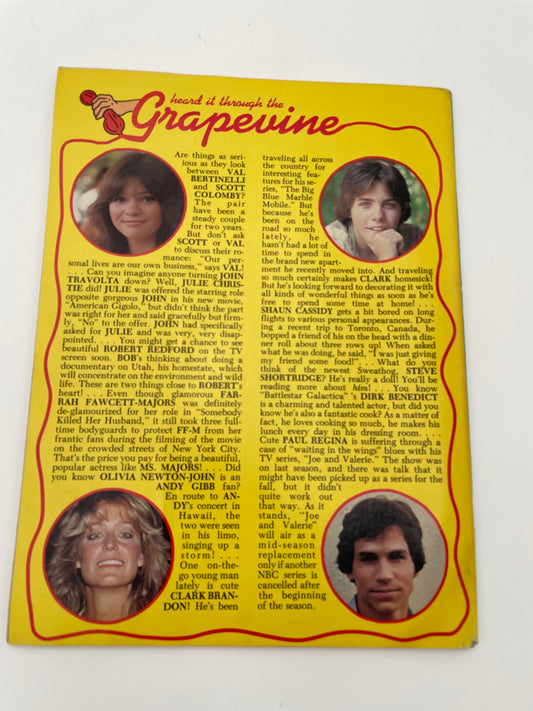 heard it through the
Grapevine
Are things as seri-
ious as they look
between VAL
BERTINELLI
and SCOTT
COLOMBY?
The pair
have been a
steady couple
for two years.
But don't ask
SCOTT or VAL
to discuss their ro-
mance: "Our per-
sonal lives are our own business," says VAL!
. . . Can you imagine anyone turning JOHN
TRAVOLTA down? Well, JULIE CHRIS-
TIE did! JULIE was offered the starring role
opposite gorgeous JOHN in his new movie,
"American Gigolo," but didn't think the part
was right for her and said gracefully but firm-
ly, "No" to the offer. JOHN had specifically
asked for JULIE and was very, very disap-
pointed. . . . You might get a chance to see
beautiful ROBERT REDFORD on the TV
screen soon. BOB's thinking about doing a
documentary on Utah, his homestate, which
will concentrate on the environment and wild
life. These are two things close to ROBERT's
heart! . . . Even though glamorous FAR-
RAH FAWCETT-MAJORS was definitely
de-glamourized for her role in "Somebody
Killed Her Husband," it still took three full-
time bodyguards to protect FF-M from her
frantic fans during the filming of the movie
on the crowded streets of New York City.
That's the price you pay for being a beautiful,
popular actress like MS. MAJORS! . . . Did
you know OLIVIA NEWTON-JOHN is an
ANDY GIBB fan?
En route to AN-
DY's concert in
Hawaii, the
two were seen
in his limo,
singing up a
storm! . . .
One on-the-
go young man
lately is cute
CLARK BRAN-
DON! He's been
traveling all across
the country for
interesting fea-
tures for his se-
ries, "The Big
Blue Marble
Mobile." But
because he's
been on the
road so much
lately, he
hasn't had a lot of
time to spend in
the brand new apart-
ment he recently moved into. And traveling
so much certainly makes CLARK homesick!
But he's looking forward to decorating it with
all kinds of wonderful things as soon as he's
free to spend some time at home! . . .
SHAUN CASSIDY gets a bit bored on long
flights to various personal appearances. Dur-
ing a recent trip to Toronto, Canada, he
bopped a friend of his on the head with a din-
ner roll about three rows up! When asked
what he was doing, he said, "I was just giving
my friend some food!". . . What do you
think of the newest Sweathog, STEVE
SHORTRIDGE? He's really a doll! You'll be
reading more about him! . . . You know
"Battlestar Galactica" 's DIRK BENEDICT
is a charming and talented actor, but did you
know he's also a fantastic cook? As a matter of
fact, he loves cooking so much, he makes his
lunch every day in his dressing room. . . .
Cute PAUL REGINA is suffering through a
case of "waiting in the wings" blues with his
TV series, "Joe and Valerie." The show was
on last season, and there was talk that it
might have been picked up as a series for the
fall, but it didn't
quite work out
that way. As it
stands, "Joe
and Valerie"
will air as a
mid-season
replacement
only if another
NBC series is
cancelled after
the beginning
of the season.